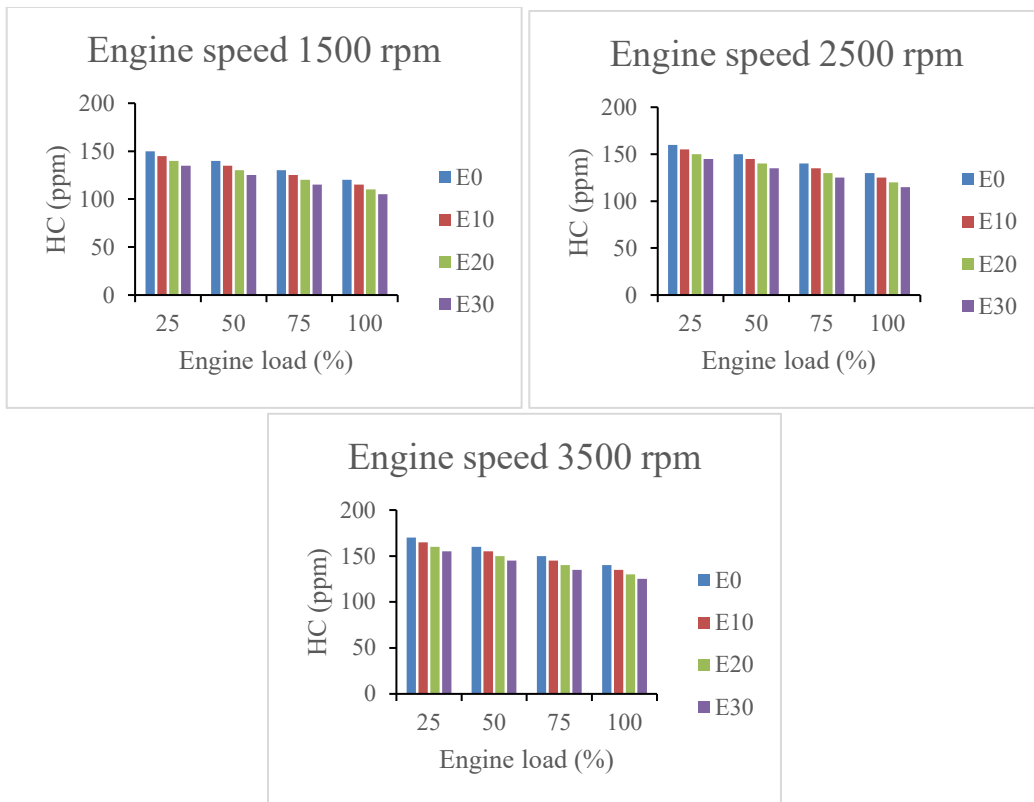 Engine speed 1500 rpm
200
150
100
50
0
HC (ppm)
25 50 75 100
Engine load (%)
E0
E10
E20
E30
Engine speed 2500 rpm
200
150
100
50
0
HC (ppm)
25 50 75 100
Engine load (%)
E0
E10
E20
E30
Engine speed 3500 rpm
200
150
100
50
0
HC (ppm)
25 50 75 100
Engine load (%)
E0
E10
E20
E30